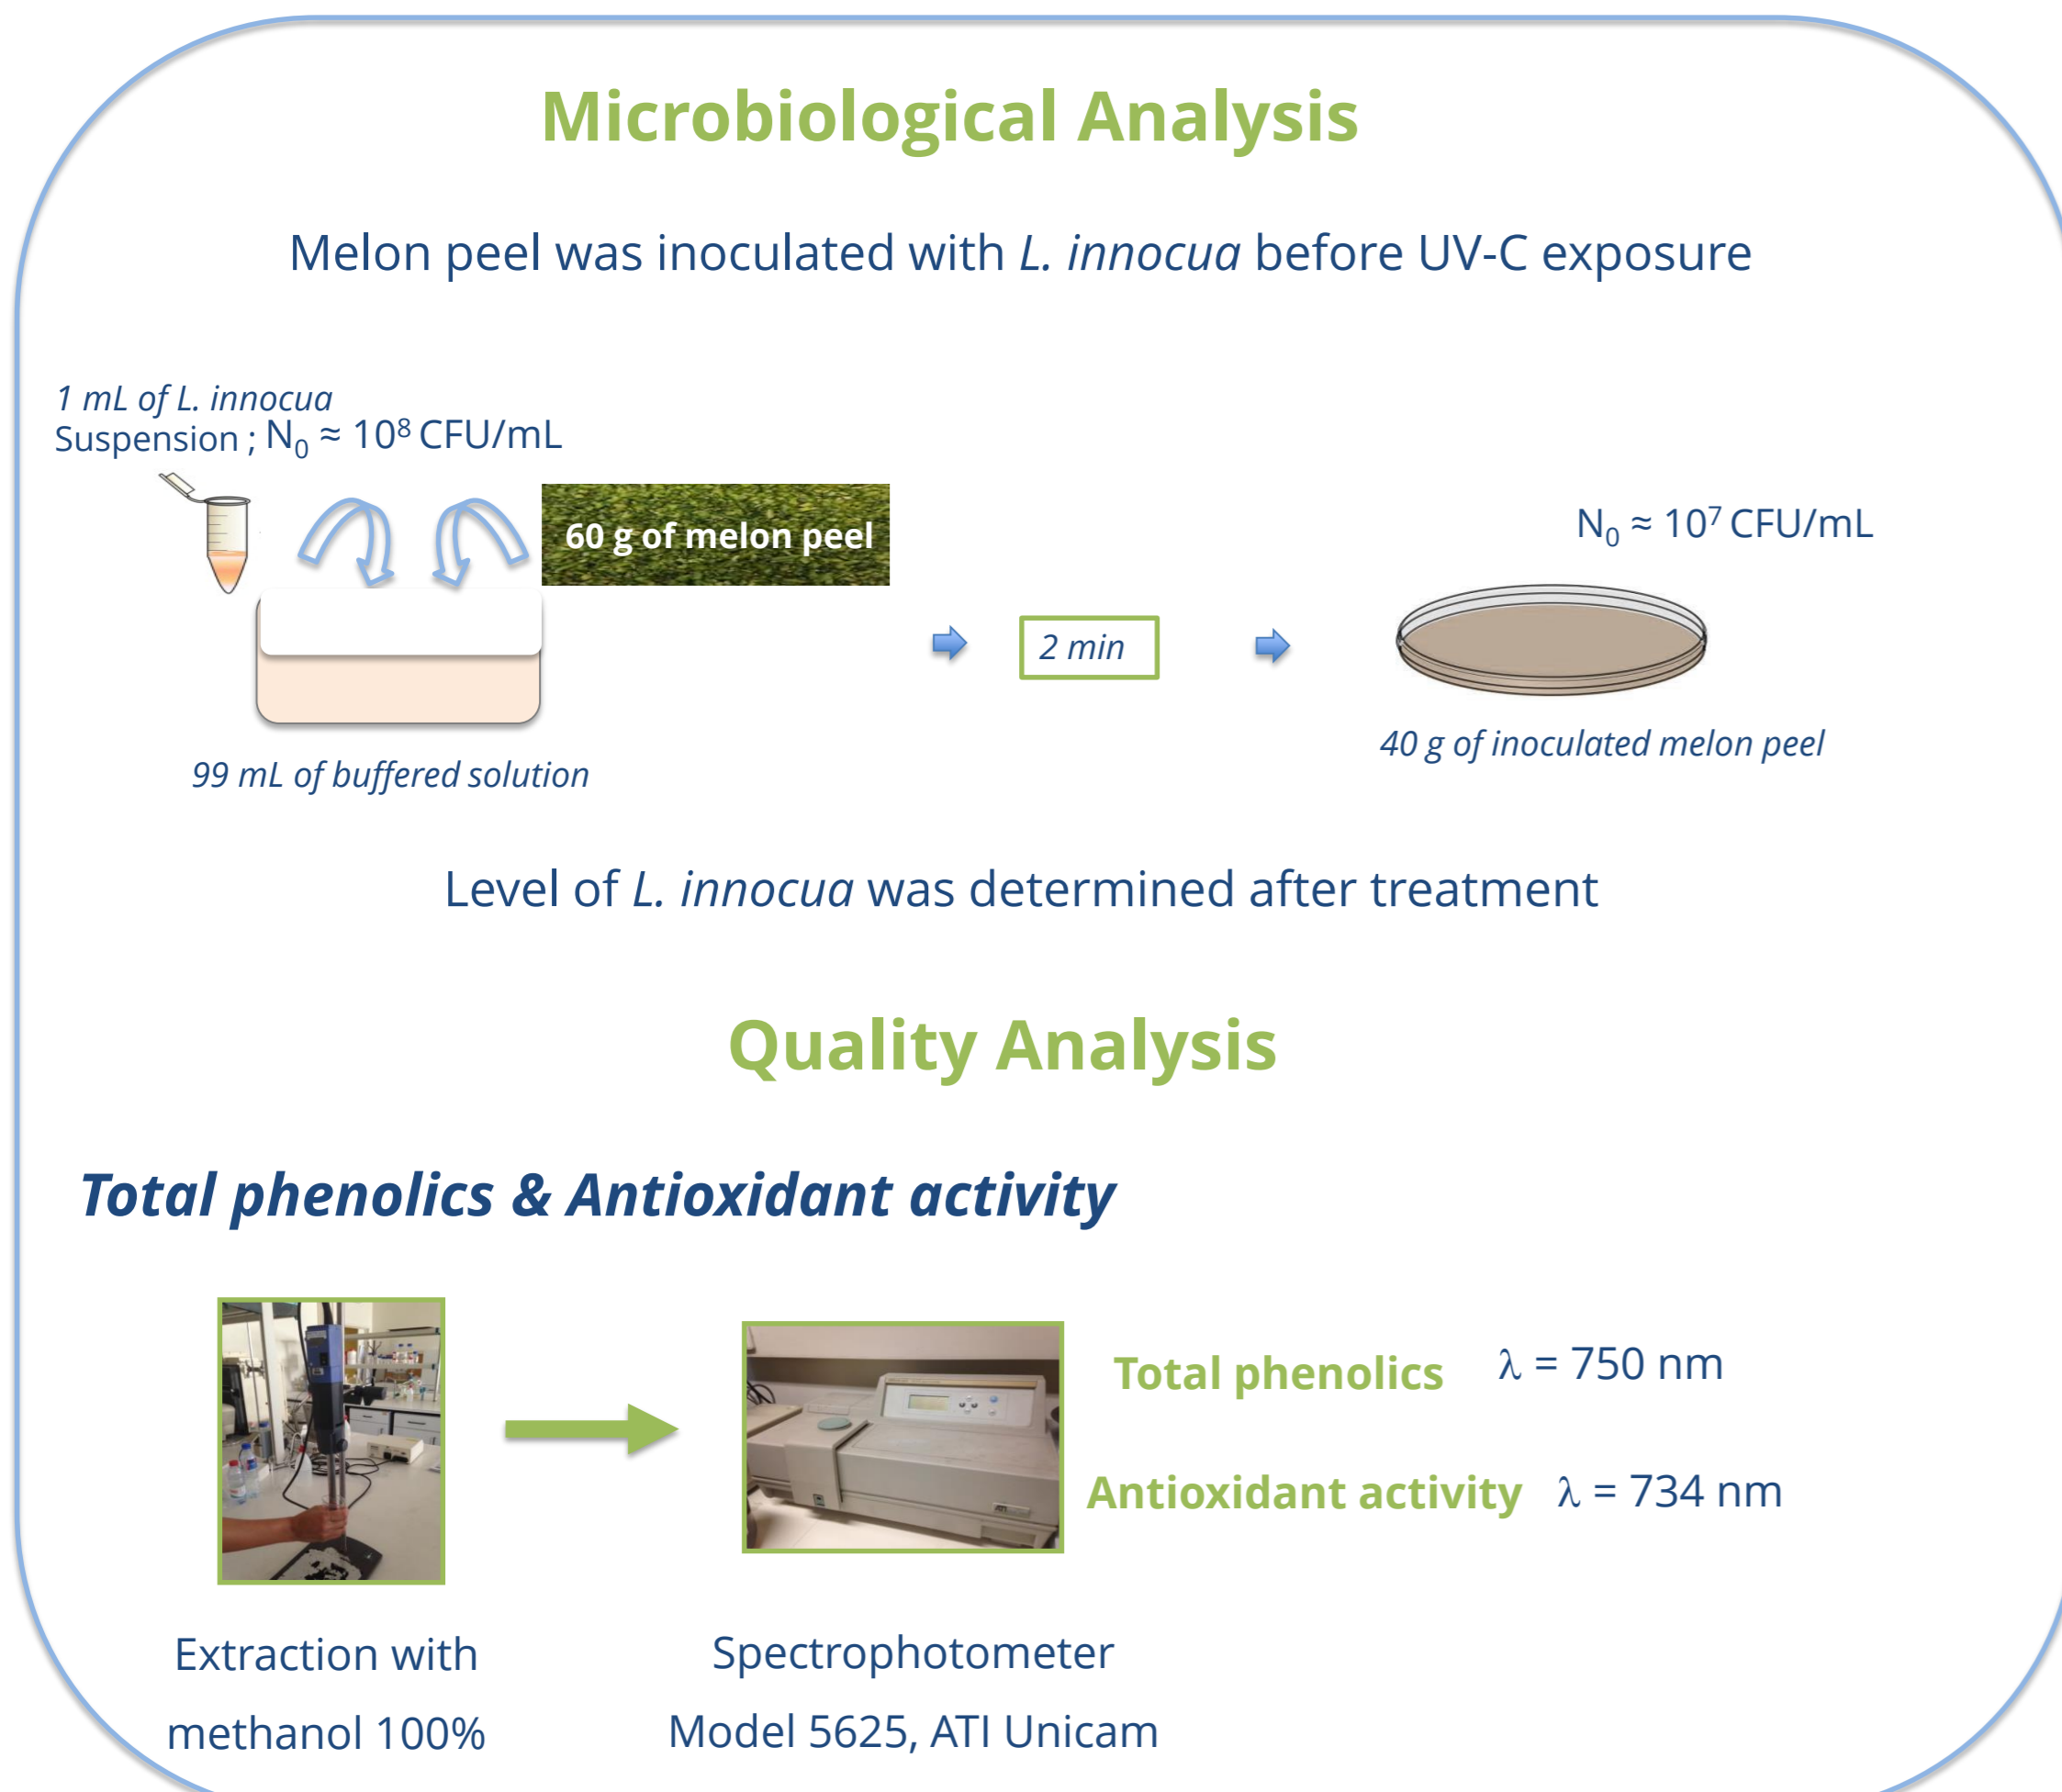 Microbiological Analysis
Melon peel was inoculated with L. innocua before UV-C exposure
1 mL of L. innocua
Suspension ; N₀ ≈ 10⁸ CFU/mL
60 g of melon peel
N₀ ≈ 10⁷ CFU/mL
2 min
40 g of inoculated melon peel
99 mL of buffered solution
Level of L. innocua was determined after treatment
Quality Analysis
Total phenolics & Antioxidant activity
Total phenolics λ = 750 nm
Antioxidant activity λ = 734 nm
Extraction with
methanol 100%
Spectrophotometer
Model 5625, ATI Unicam